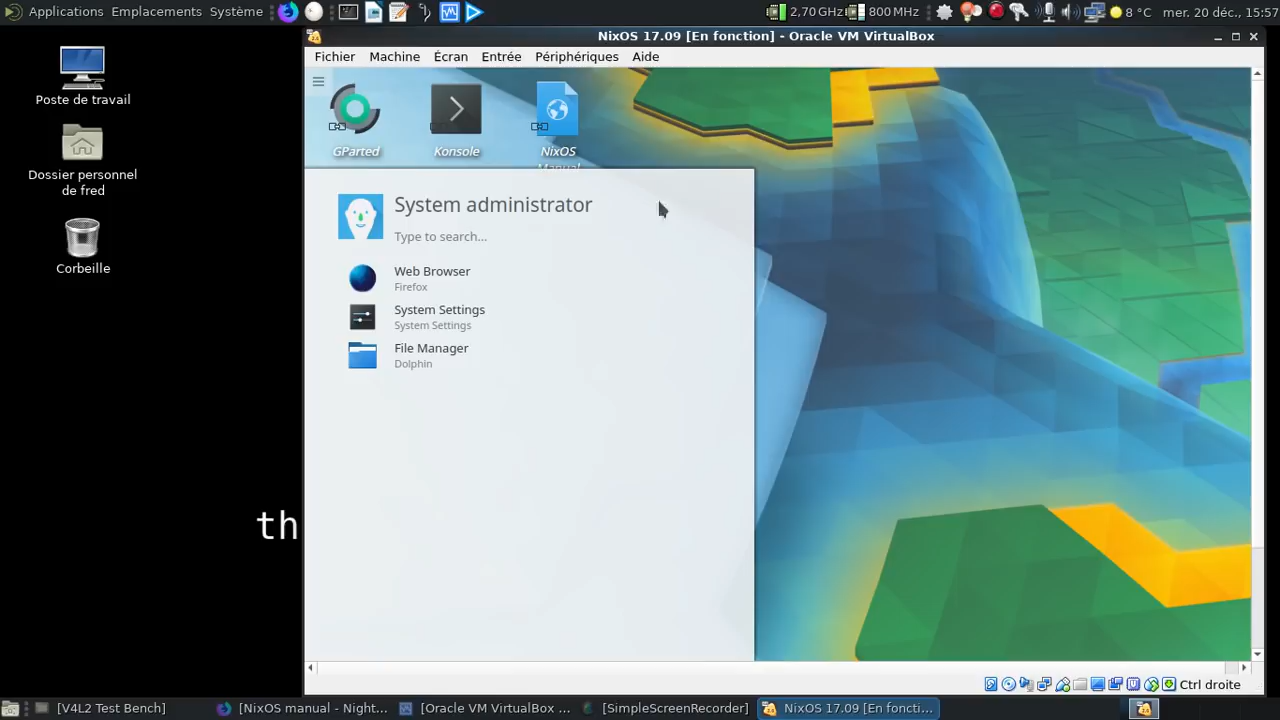 Applications Emplacements Système
2,70 GHz 800 MHz 8 °C mer. 20 déc., 15:57
NixOS 17.09 [En fonction] - Oracle VM VirtualBox
Fichier Machine Écran Entrée Périphériques Aide
Poste de travail
Dossier personnel
de fred
Corbeille
GParted
Konsole
NixOS
Manual
System administrator
Type to search...
Web Browser
Firefox
System Settings
System Settings
File Manager
Dolphin
th
Ctrl droite
[V4L2 Test Bench]
[NixOS manual - Night...
[Oracle VM VirtualBox ...
[SimpleScreenRecorder]
NixOS 17.09 [En foncti...